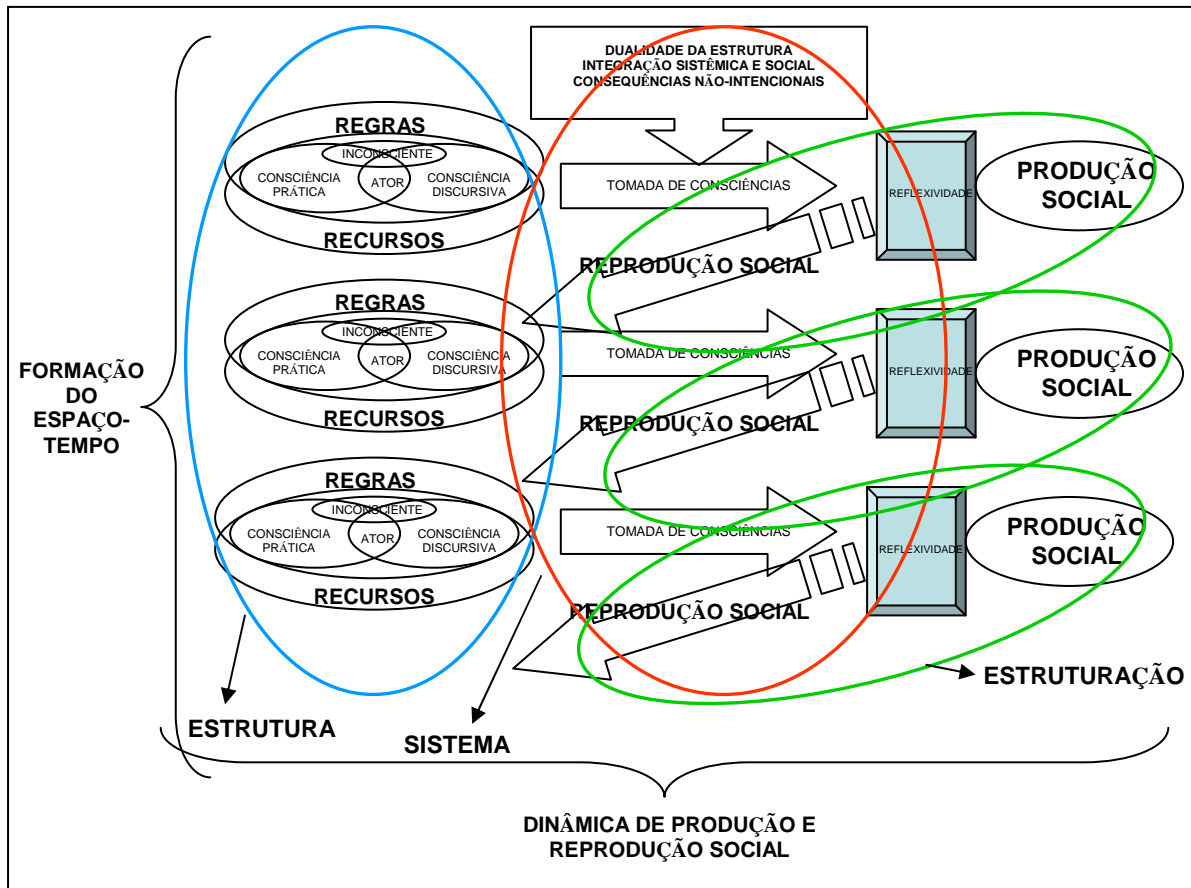 DUALIDADE DA ESTRUTURA
INTEGRAÇÃO SISTÊMICA E SOCIAL
CONSEQUÊNCIAS NÃO-INTENCIONAIS
REGRAS
INCONSCIENTE
CONSCIÊNCIA
PRÁTICA
ATOR
CONSCIÊNCIA
DISCURSIVA
RECURSOS
TOMADA DE CONSCIÊNCIAS
REFLEXIVIDADE
PRODUÇÃO
SOCIAL
REPRODUÇÃO SOCIAL
REGRAS
INCONSCIENTE
CONSCIÊNCIA
PRÁTICA
ATOR
CONSCIÊNCIA
DISCURSIVA
RECURSOS
TOMADA DE CONSCIÊNCIAS
REFLEXIVIDADE
PRODUÇÃO
SOCIAL
REPRODUÇÃO SOCIAL
FORMAÇÃO
DO
ESPAÇO-
TEMPO
REGRAS
INCONSCIENTE
CONSCIÊNCIA
PRÁTICA
ATOR
CONSCIÊNCIA
DISCURSIVA
RECURSOS
TOMADA DE CONSCIÊNCIAS
REFLEXIVIDADE
PRODUÇÃO
SOCIAL
REPRODUÇÃO SOCIAL
ESTRUTURAÇÃO
ESTRUTURA
SISTEMA
DINÂMICA DE PRODUÇÃO E
REPRODUÇÃO SOCIAL